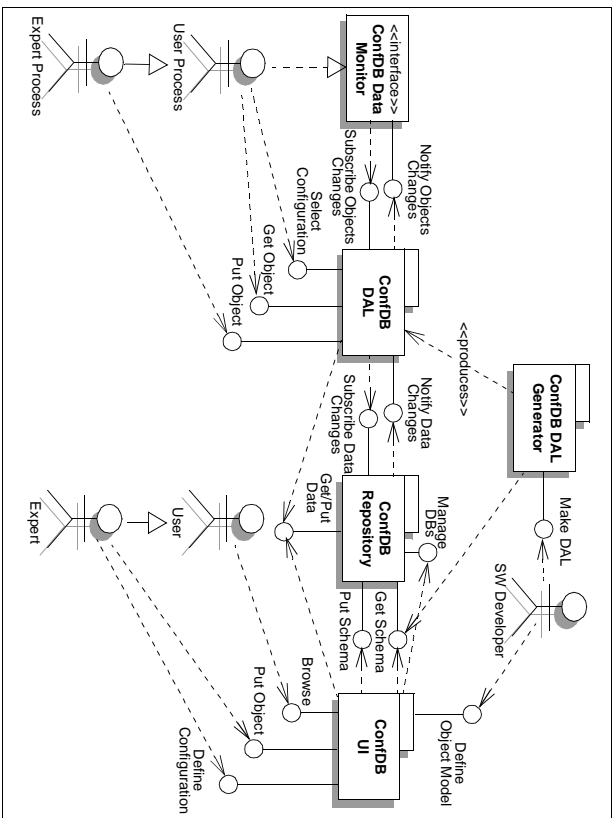 ConfDB DAL
Generator
Make DAL
SW Developer
<<produces>>
<<interface>>
ConfDB Data
Monitor
Notify Objects
Changes
Subscribe Objects
Changes
ConfDB
DAL
Notify Data
Changes
Subscribe Data
Changes
ConfDB
Repository
Manage
DBs
Get Schema
Put Schema
ConfDB
UI
Define
Object Model
User Process
Expert Process
Select
Configuration
Get Object
Put Object
Get/Put
Data
User
Expert
Browse
Put Object
Define
Configuration